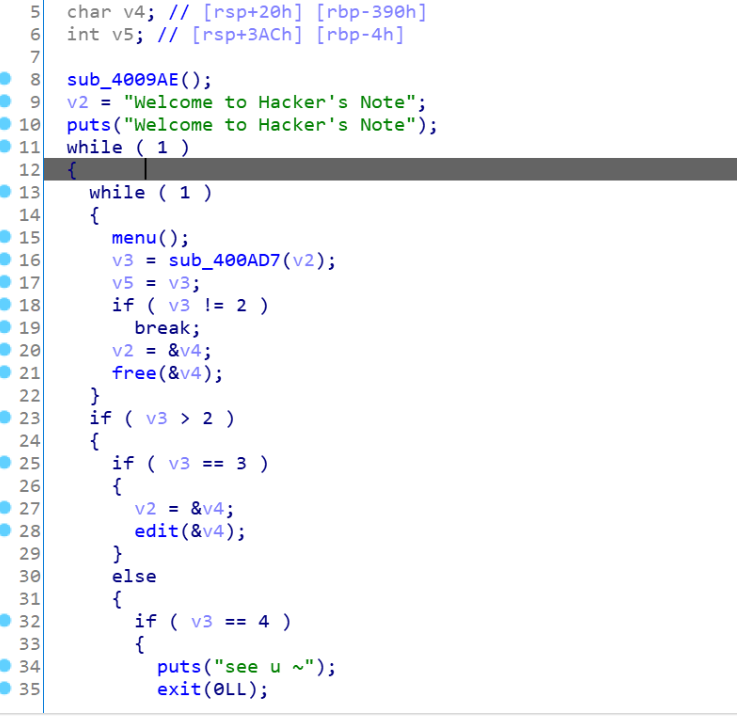 5 char v4; // [rsp+20h] [rbp-390h]
6 int v5; // [rsp+3ACh] [rbp-4h]
7
8 sub_4009AE();
9 v2 = "Welcome to Hacker's Note";
10 puts("Welcome to Hacker's Note");
11 while ( 1 )
12 {
13 while ( 1 )
14 {
15 menu();
16 v3 = sub_400AD7(v2);
17 v5 = v3;
18 if ( v3 != 2 )
19 break;
20 v2 = &v4;
21 free(&v4);
22 }
23 if ( v3 > 2 )
24 {
25 if ( v3 == 3 )
26 {
27 v2 = &v4;
28 edit(&v4);
29 }
30 else
31 {
32 if ( v3 == 4 )
33 {
34 puts("see u ~");
35 exit(0LL);